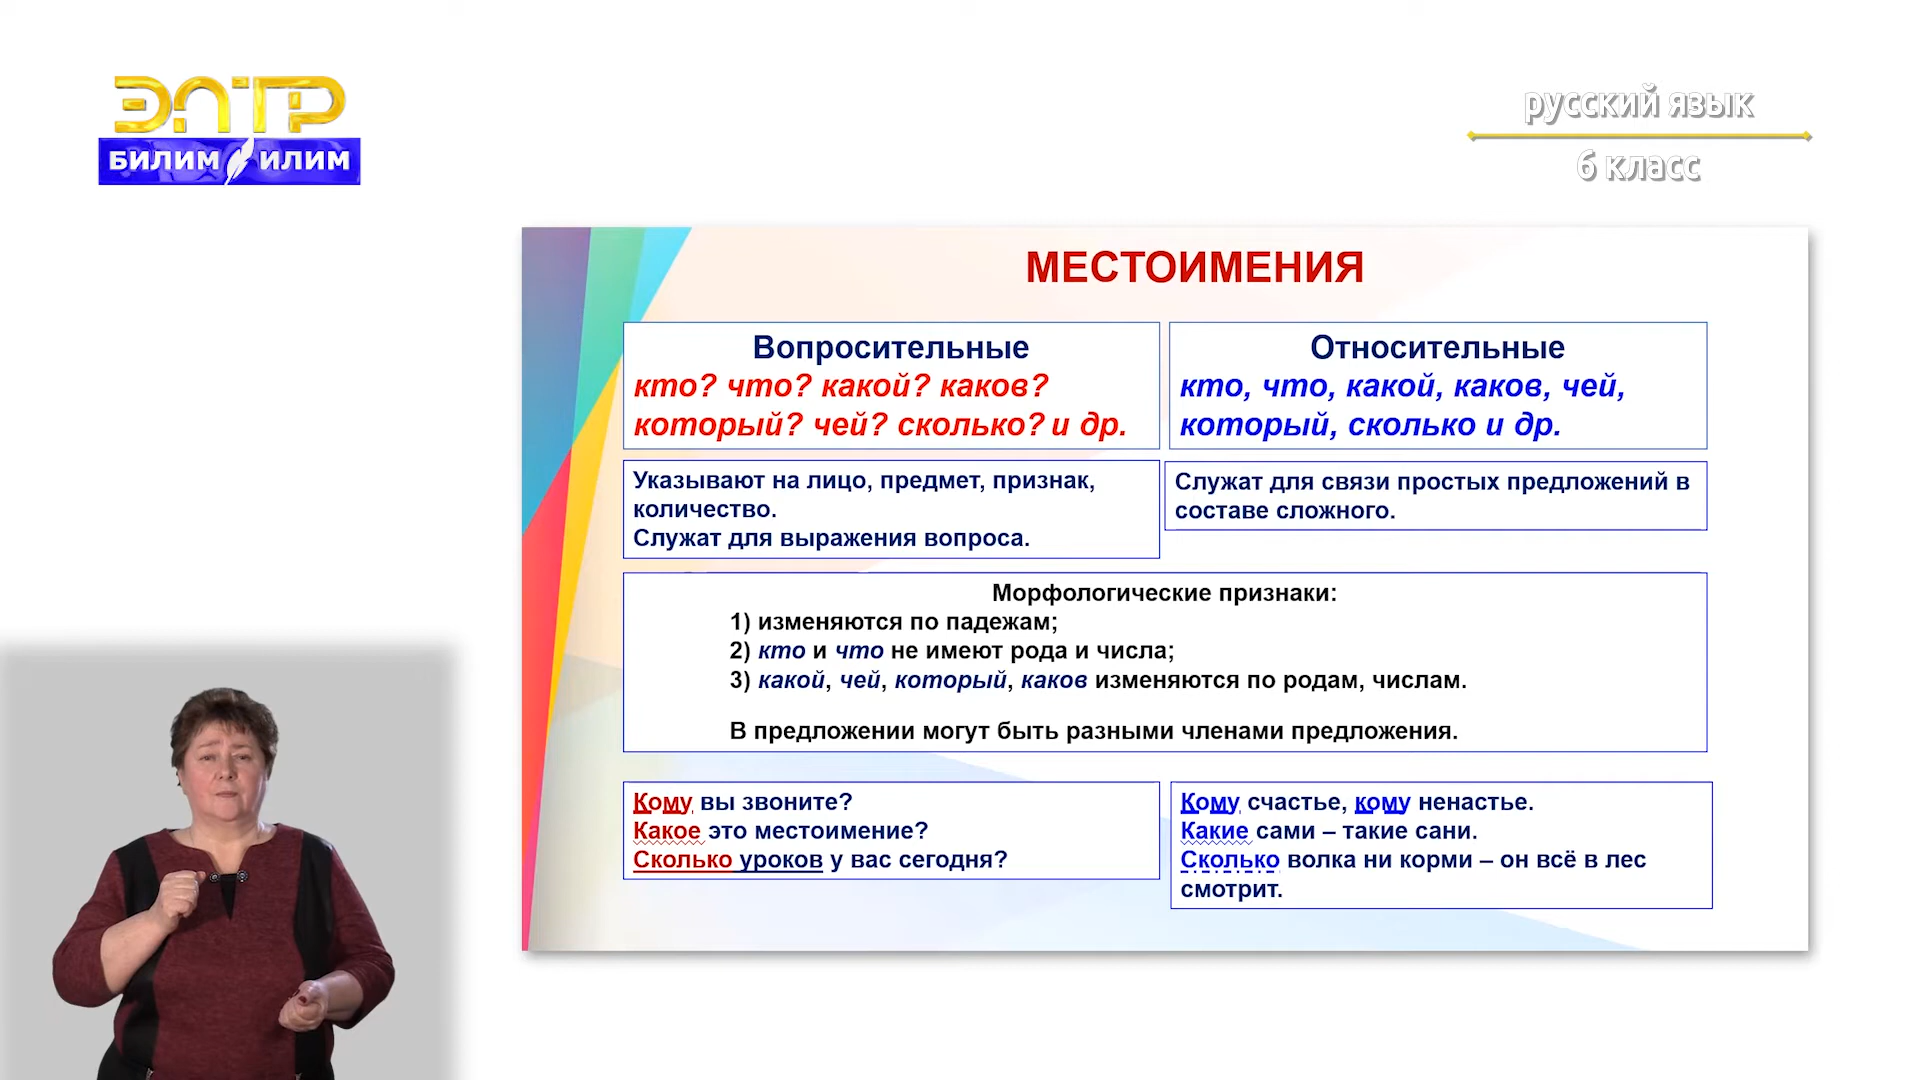 ЭЛТР
БИЛИМ ИЛИМ
русский язык
6 класс
МЕСТОИМЕНИЯ
Вопросительные
кто? что? какой? каков?
который? чей? сколько? и др.
Относительные
кто, что, какой, каков, чей,
который, сколько и др.
Указывают на лицо, предмет, признак,
количество.
Служат для выражения вопроса.
Служат для связи простых предложений в
составе сложного.
Морфологические признаки:
1) изменяются по падежам;
2) кто и что не имеют рода и числа;
3) какой, чей, который, каков изменяются по родам, числам.
В предложении могут быть разными членами предложения.
Кому вы звоните?
Какое это местоимение?
Сколько уроков у вас сегодня?
Кому счастье, кому ненастье.
Какие сами – такие сани.
Сколько волка ни корми – он всё в лес
смотрит.